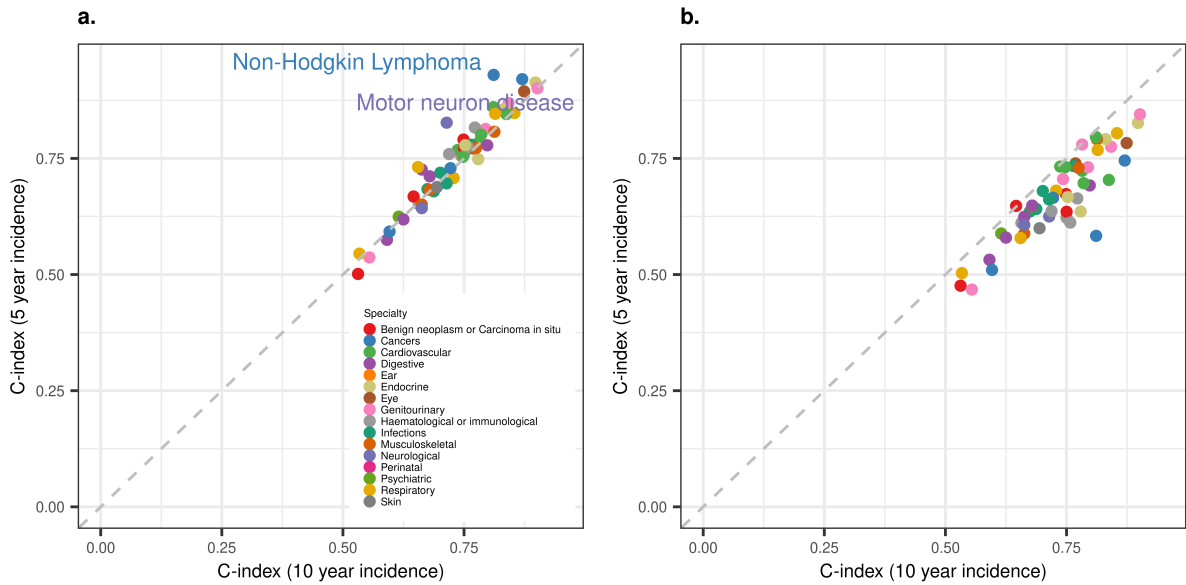 a.
Non-Hodgkin Lymphoma
Motor neuron disease
C-index (5 year incidence)
0.75
0.50
0.25
0.00
Specialty
Benign neoplasm or Carcinoma in situ
Cancers
Cardiovascular
Digestive
Ear
Endocrine
Eye
Genitourinary
Haematological or immunological
Infections
Musculoskeletal
Neurological
Perinatal
Psychiatric
Respiratory
Skin
0.00 0.25 0.50 0.75
C-index (10 year incidence)
b.
C-index (5 year incidence)
0.75
0.50
0.25
0.00
0.00 0.25 0.50 0.75
C-index (10 year incidence)